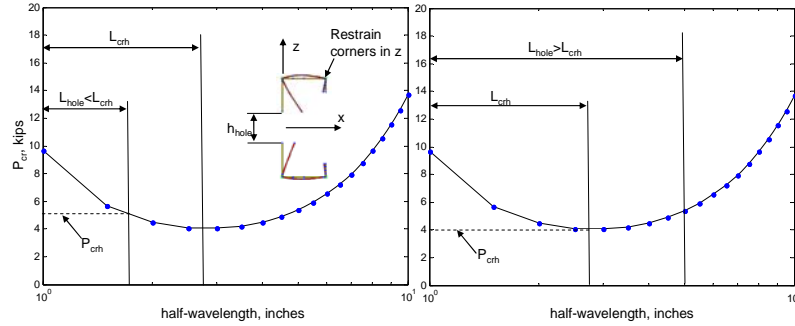 20
18
16
14
12
10
8
6
4
2
0
P_cr, kips
L_crh
L_hole<L_crh
h_hole
z
x
Restrain
corners in z
P_crh
10^0
10^1
half-wavelength, inches
20
18
16
14
12
10
8
6
4
2
0
L_hole>L_crh
L_crh
P_crh
10^0
10^1
half-wavelength, inches